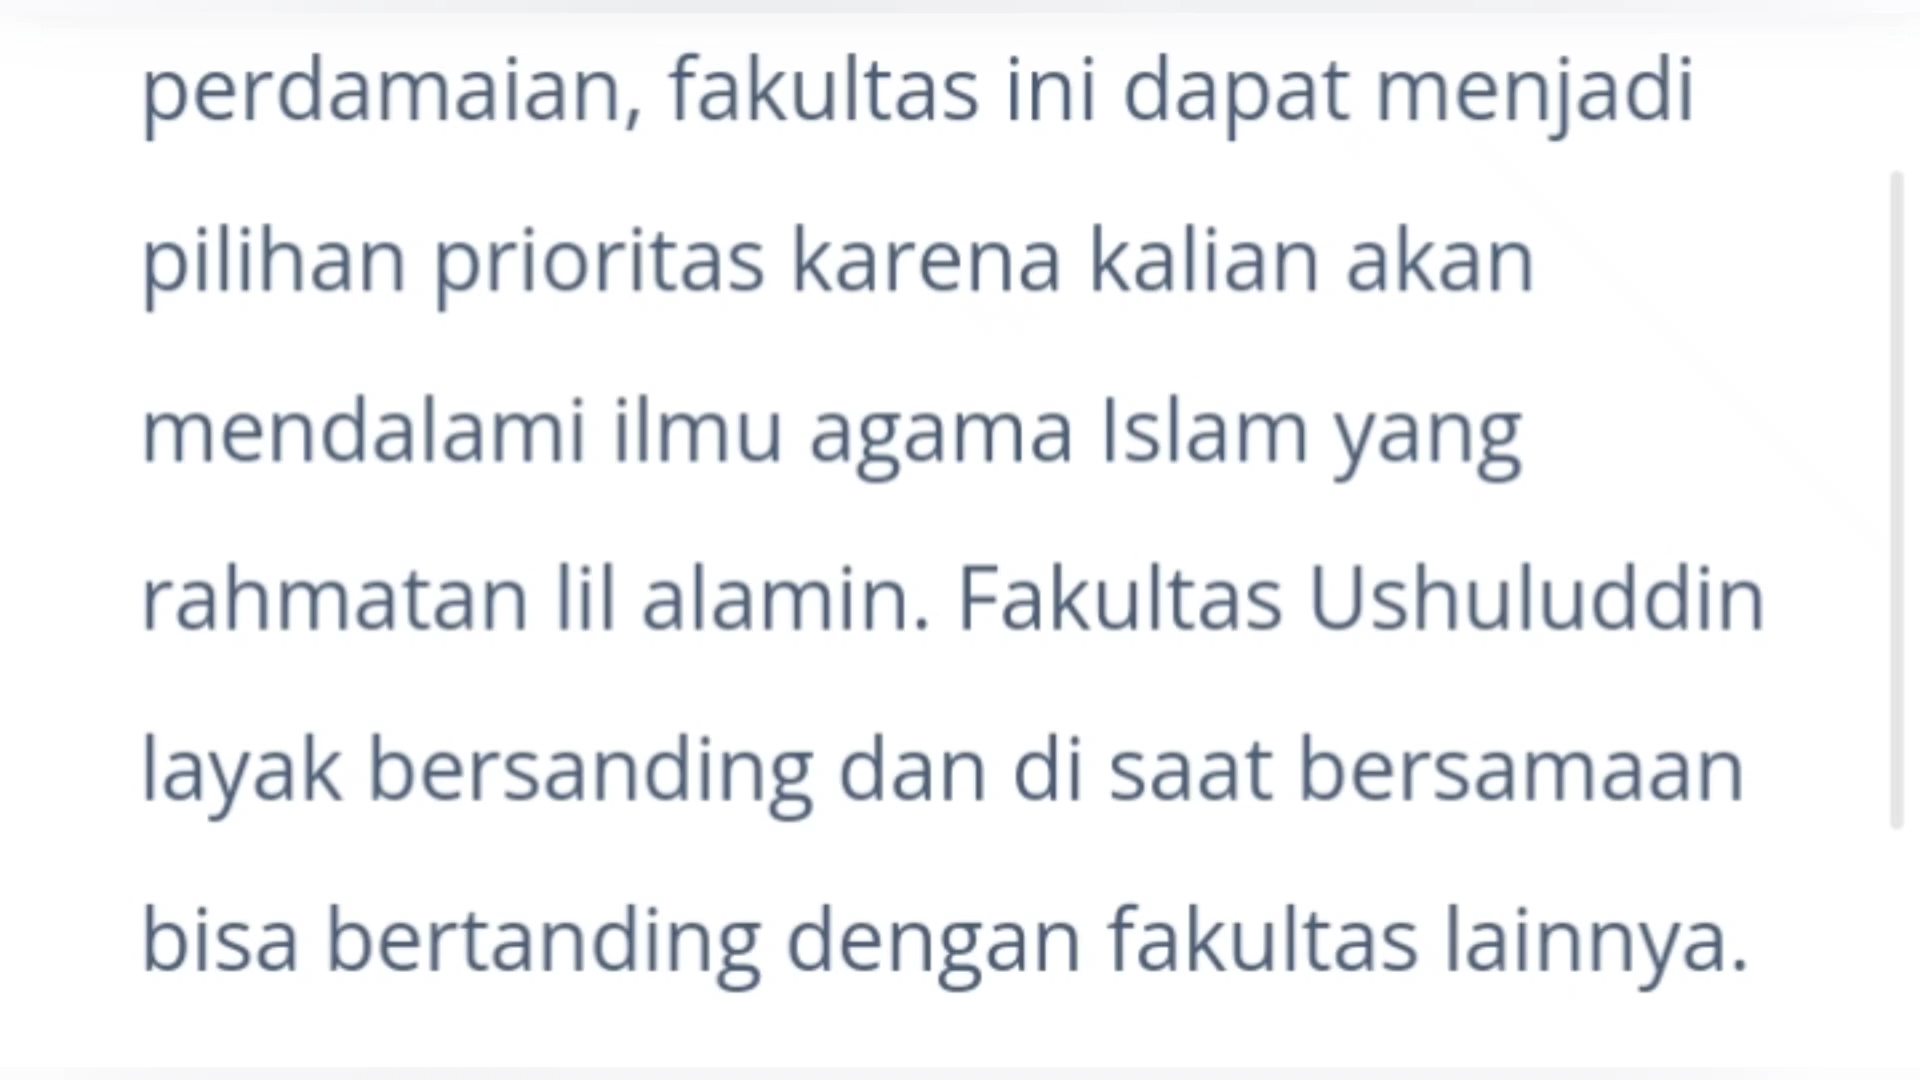 perdamaian, fakultas ini dapat menjadi
pilihan prioritas karena kalian akan
mendalami ilmu agama Islam yang
rahmatan lil alamin. Fakultas Ushuluddin
layak bersanding dan di saat bersamaan
bisa bertanding dengan fakultas lainnya.